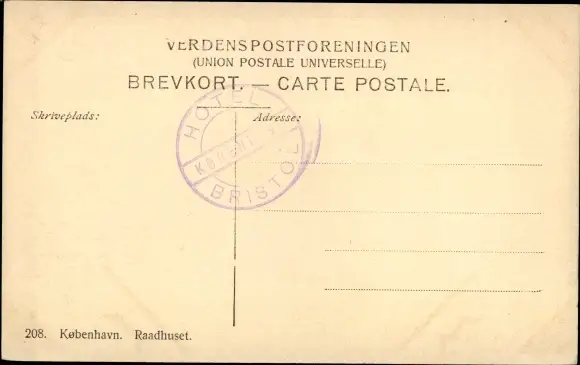 VERDENSPOSTFORENINGEN
(UNION POSTALE UNIVERSELLE)
BREVKORT. — CARTE POSTALE.
Skriveplads:
Adresse:
HOTEL
BRISTOL
208. København. Raadhuset.